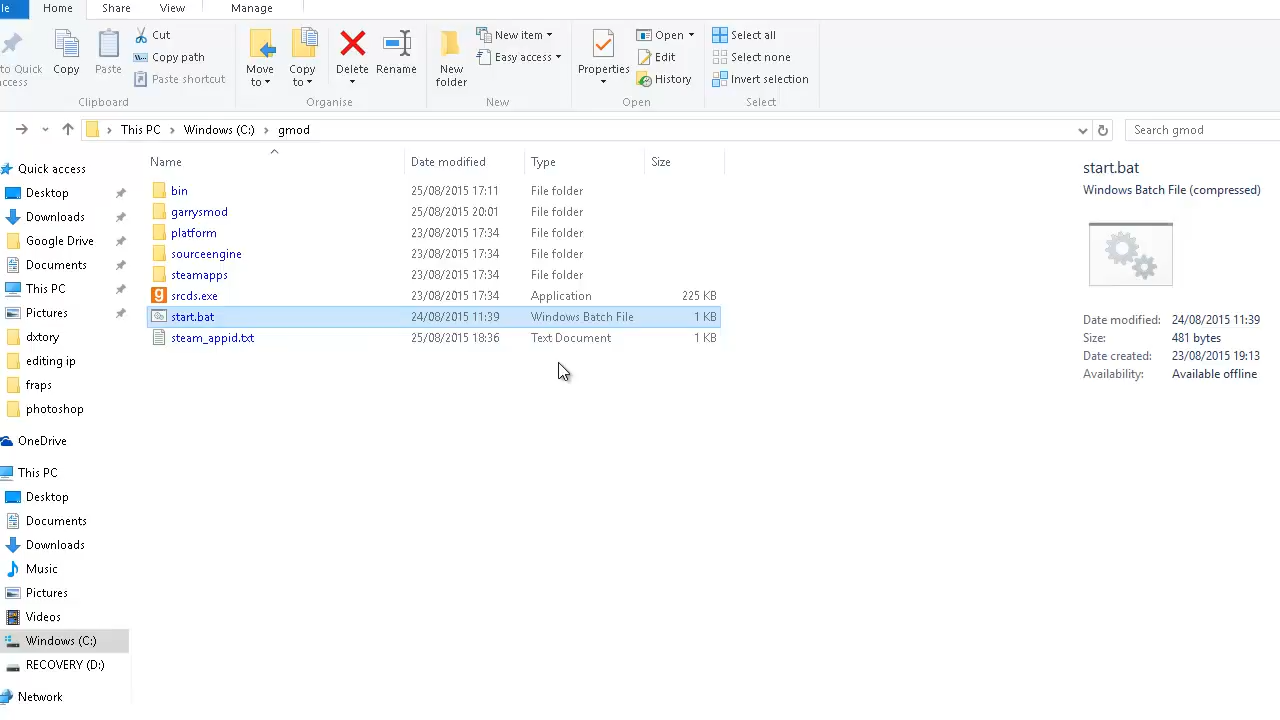 le Home Share View Manage
to Quick
ccess
Copy
Paste
Cut
Copy path
Paste shortcut
Clipboard
Move
to
Copy
to
Delete
Rename
Organise
New
folder
New item
Easy access
New
Properties
Open
Edit
History
Open
Select all
Select none
Invert selection
Select
This PC Windows (C:) gmod
Search gmod
Quick access
Desktop
Downloads
Google Drive
Documents
This PC
Pictures
dxtory
editing ip
fraps
photoshop
OneDrive
This PC
Desktop
Documents
Downloads
Music
Pictures
Videos
Windows (C:)
RECOVERY (D:)
Network
Name Date modified Type Size
bin 25/08/2015 17:11 File folder
garrysmod 25/08/2015 20:01 File folder
platform 23/08/2015 17:34 File folder
sourceengine 23/08/2015 17:34 File folder
steamapps 23/08/2015 17:34 File folder
srcds.exe 23/08/2015 17:34 Application 225 KB
start.bat 24/08/2015 11:39 Windows Batch File 1 KB
steam_appid.txt 25/08/2015 18:36 Text Document 1 KB
start.bat
Windows Batch File (compressed)
Date modified: 24/08/2015 11:39
Size: 481 bytes
Date created: 23/08/2015 19:13
Availability: Available offline